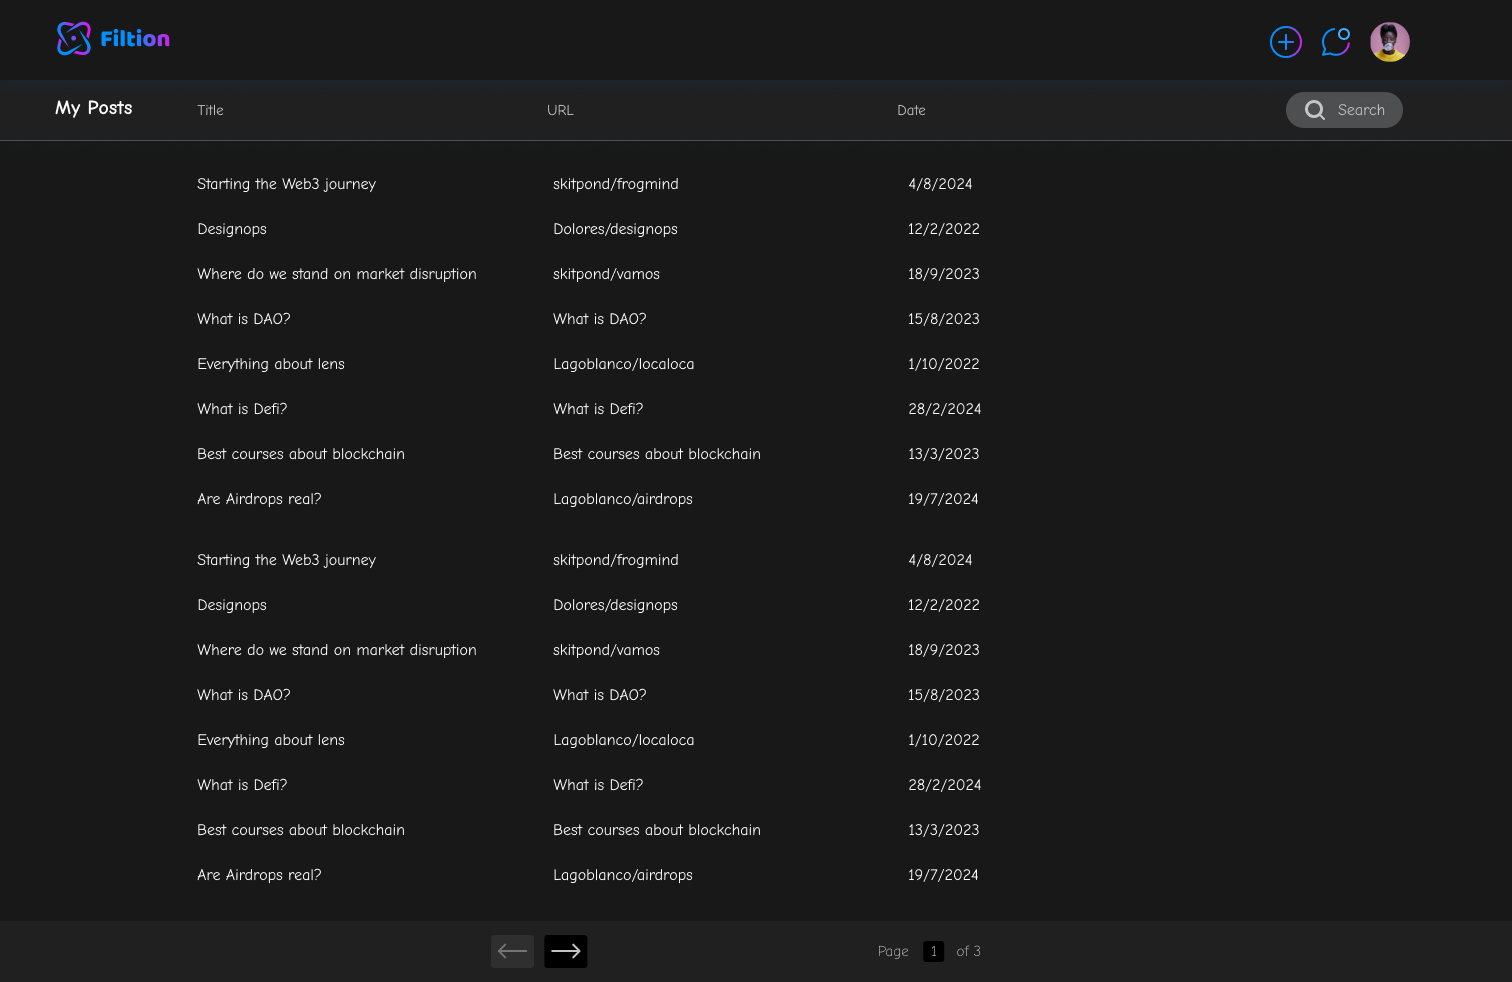 Filtion
My Posts Title URL Date Search
Starting the Web3 journey skitpond/frogmind 4/8/2024
Designops Dolores/designops 12/2/2022
Where do we stand on market disruption skitpond/vamos 18/9/2023
What is DAO? What is DAO? 15/8/2023
Everything about lens Lagoblanco/localoca 1/10/2022
What is Defi? What is Defi? 28/2/2024
Best courses about blockchain Best courses about blockchain 13/3/2023
Are Airdrops real? Lagoblanco/airdrops 19/7/2024
Starting the Web3 journey skitpond/frogmind 4/8/2024
Designops Dolores/designops 12/2/2022
Where do we stand on market disruption skitpond/vamos 18/9/2023
What is DAO? What is DAO? 15/8/2023
Everything about lens Lagoblanco/localoca 1/10/2022
What is Defi? What is Defi? 28/2/2024
Best courses about blockchain Best courses about blockchain 13/3/2023
Are Airdrops real? Lagoblanco/airdrops 19/7/2024
Page 1 of 3